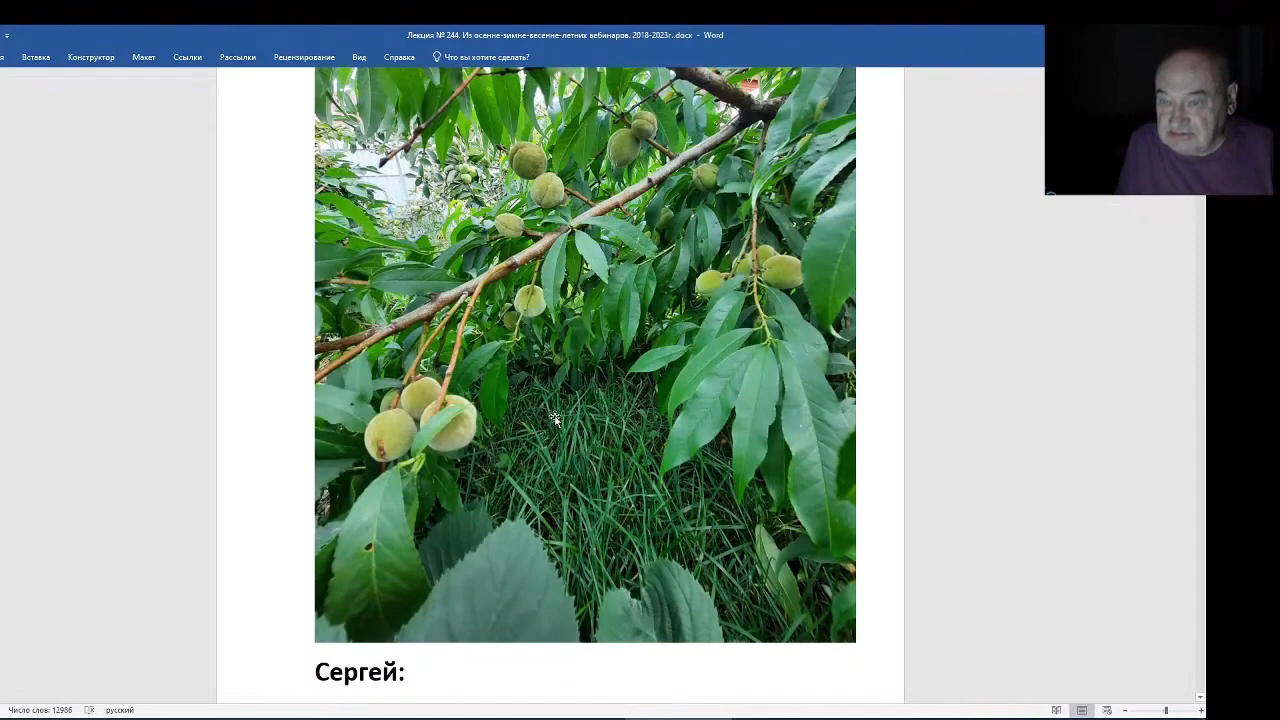 Лекция № 244. Из осенне-зимне-весенне-летних вебинаров. 2018-2023г..docx - Word
я Вставка Конструктор Макет Ссылки Рассылки Рецензирование Вид Справка Что вы хотите сделать?
Сергей:
Число слов: 12986 русский